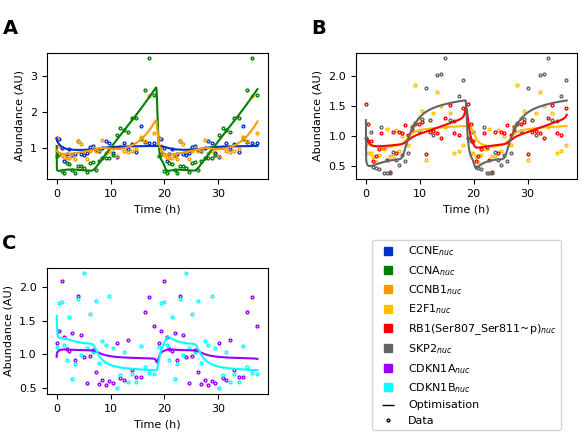 A
Abundance (AU)
3
2
1
0
10
20
30
Time (h)
B
Abundance (AU)
2.0
1.5
1.0
0.5
0
10
20
30
Time (h)
C
Abundance (AU)
2.0
1.5
1.0
0.5
0
10
20
30
Time (h)
CCNEnuc
CCNAnuc
CCNB1nuc
E2F1nuc
RB1(Ser807_Ser811~p)nuc
SKP2nuc
CDKN1Anuc
CDKN1Bnuc
Optimisation
Data